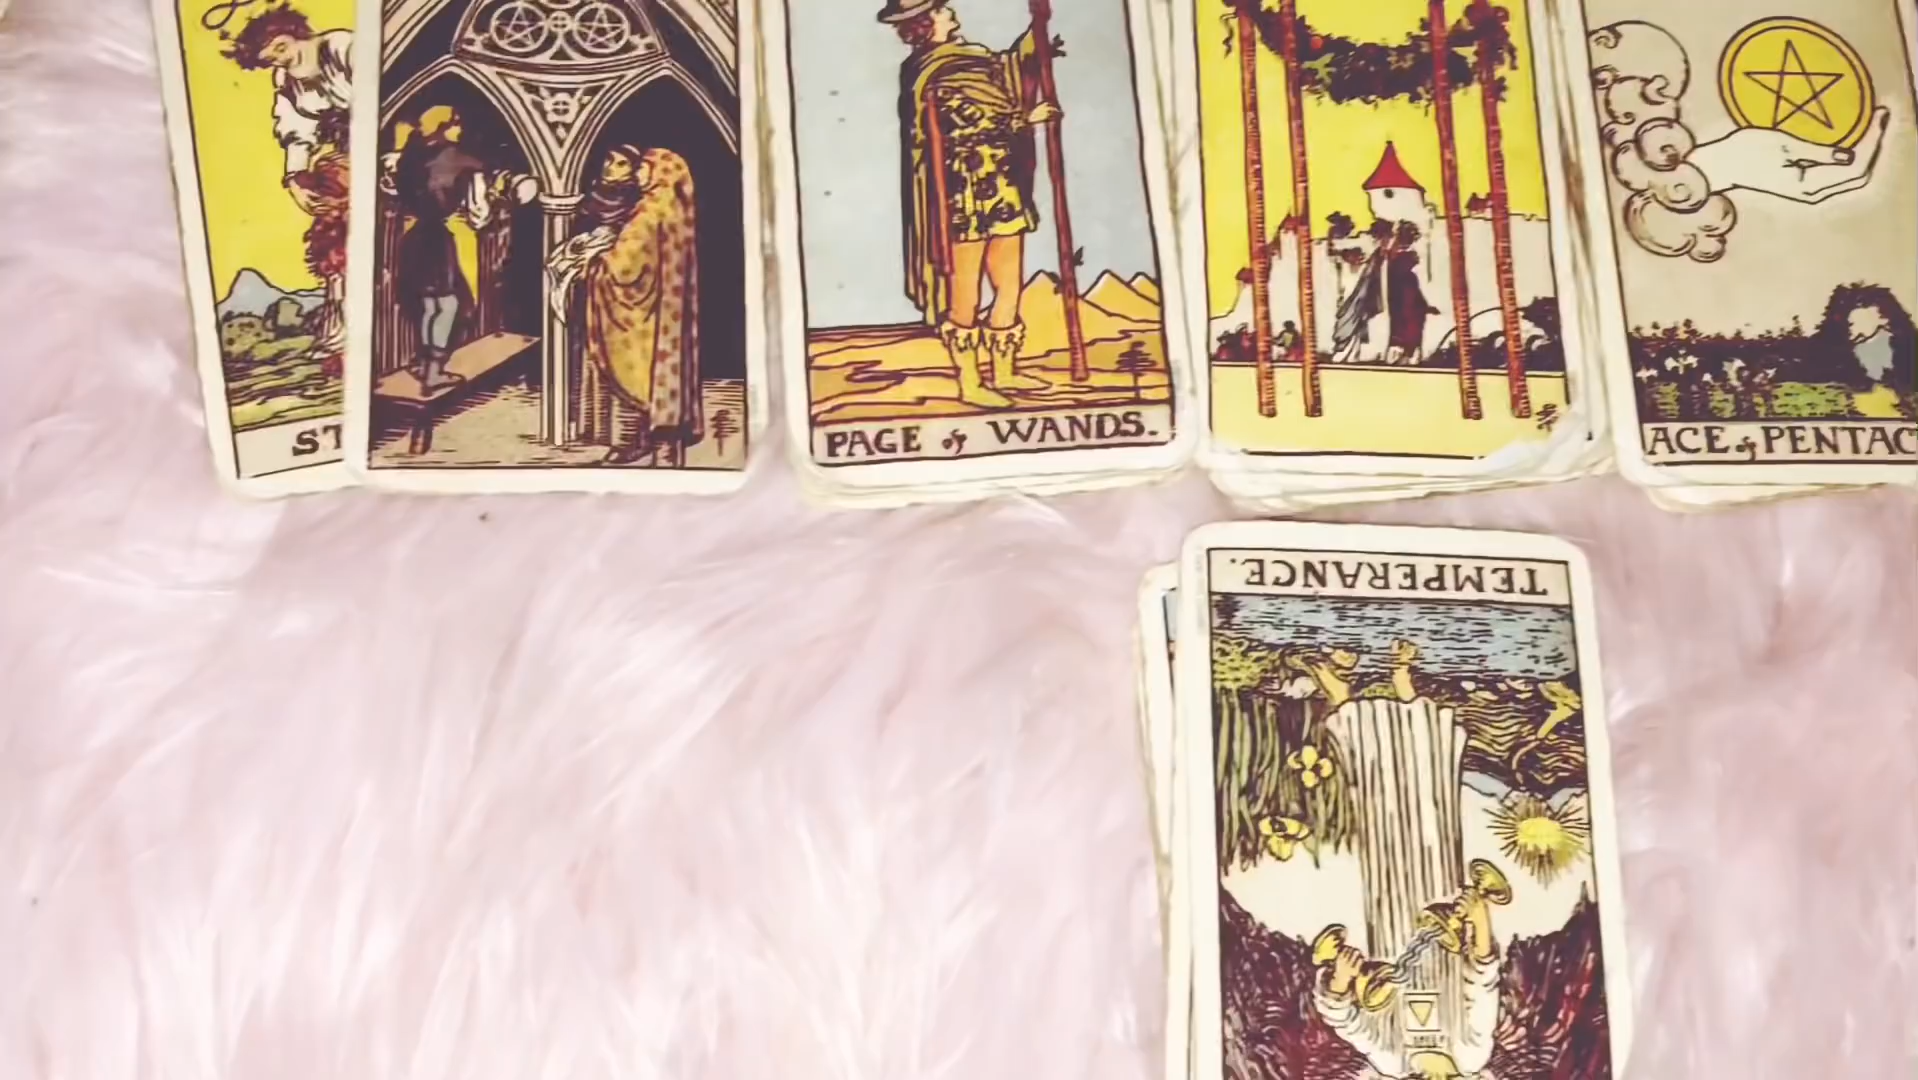 ST
PAGE of WANDS.
ACE of PENTAC
TEMPERANCE.